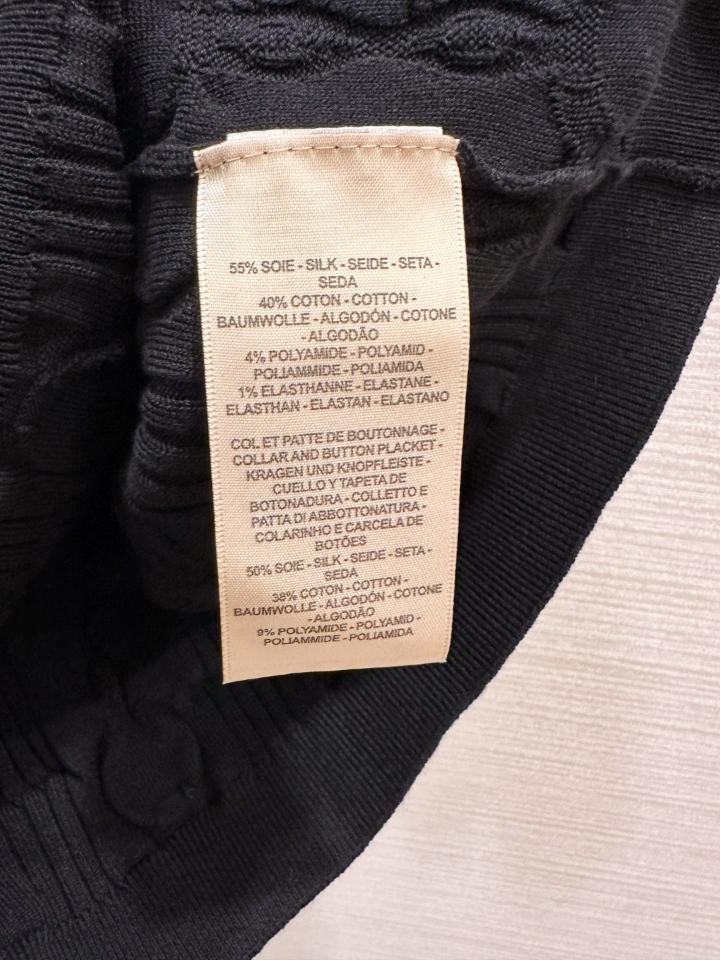 55% SOIE - SILK - SEIDE - SETA -
SEDA
40% COTON - COTTON -
BAUMWOLLE - ALGODÓN - COTONE
- ALGODÃO
4% POLYAMIDE - POLYAMID -
POLIAMMIDE - POLIAMIDA
1% ELASTHANNE - ELASTANE -
ELASTHAN - ELASTAN - ELASTANO
COL ET PATTE DE BOUTONNAGE -
COLLAR AND BUTTON PLACKET -
KRAGEN UND KNOPFLEISTE -
CUELLO Y TAPETA DE
BOTONADURA - COLLETTO E
PATTA DI ABBOTTONATURA -
COLARINHO E CARCELA DE
BOTÕES
50% SOIE - SILK - SEIDE - SETA -
SEDA
38% COTON - COTTON -
BAUMWOLLE - ALGODÓN - COTONE
- ALGODÃO
9% POLYAMIDE - POLYAMID -
POLIAMMIDE - POLIAMIDA